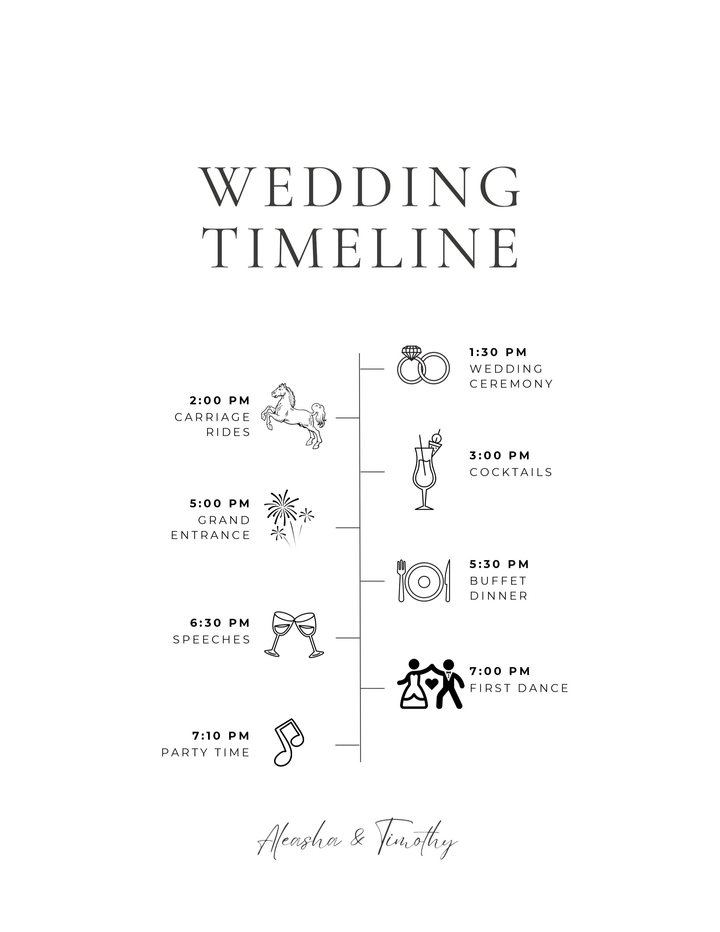 WEDDING
TIMELINE
1:30 PM
WEDDING
CEREMONY
2:00 PM
CARRIAGE
RIDES
3:00 PM
COCKTAILS
5:00 PM
GRAND
ENTRANCE
5:30 PM
BUFFET
DINNER
6:30 PM
SPEECHES
7:00 PM
FIRST DANCE
7:10 PM
PARTY TIME
Aleasha & Timothy